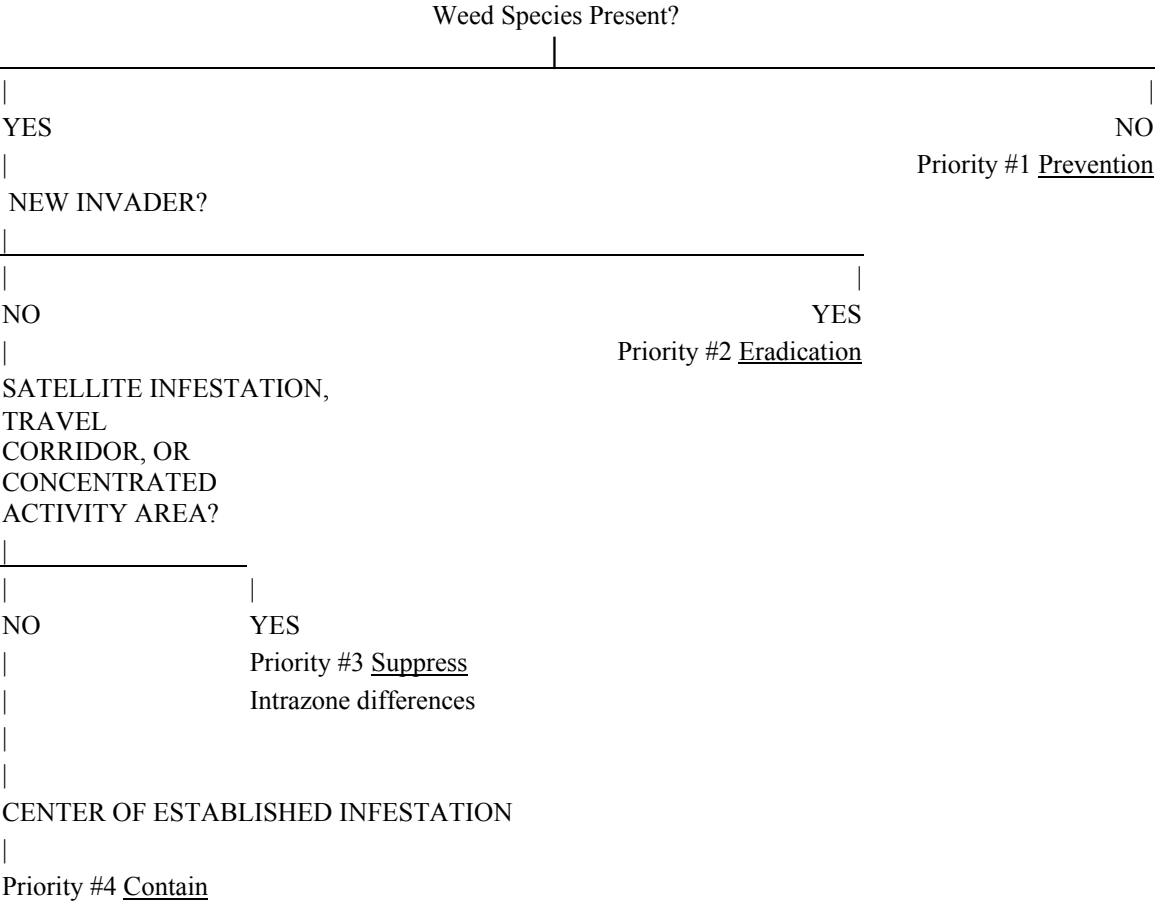 Weed Species Present?
YES
NO
Priority #1 Prevention
NEW INVADER?
NO
YES
Priority #2 Eradication
SATELLITE INFESTATION,
TRAVEL
CORRIDOR, OR
CONCENTRATED
ACTIVITY AREA?
NO
YES
Priority #3 Suppress
Intrazone differences
CENTER OF ESTABLISHED INFESTATION
Priority #4 Contain